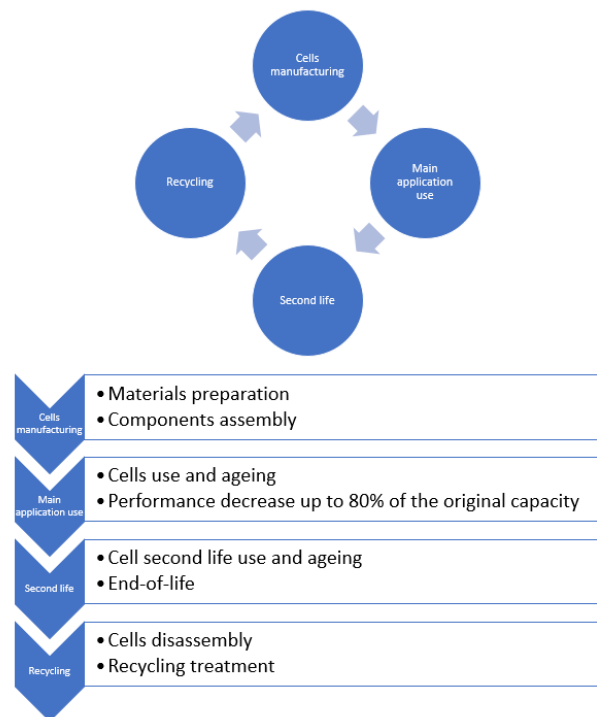 Cells
manufacturing
Recycling
Main
application
use
Second life
Cells
manufacturing
• Materials preparation
• Components assembly
Main
application use
• Cells use and ageing
• Performance decrease up to 80% of the original capacity
Second life
• Cell second life use and ageing
• End-of-life
Recycling
• Cells disassembly
• Recycling treatment